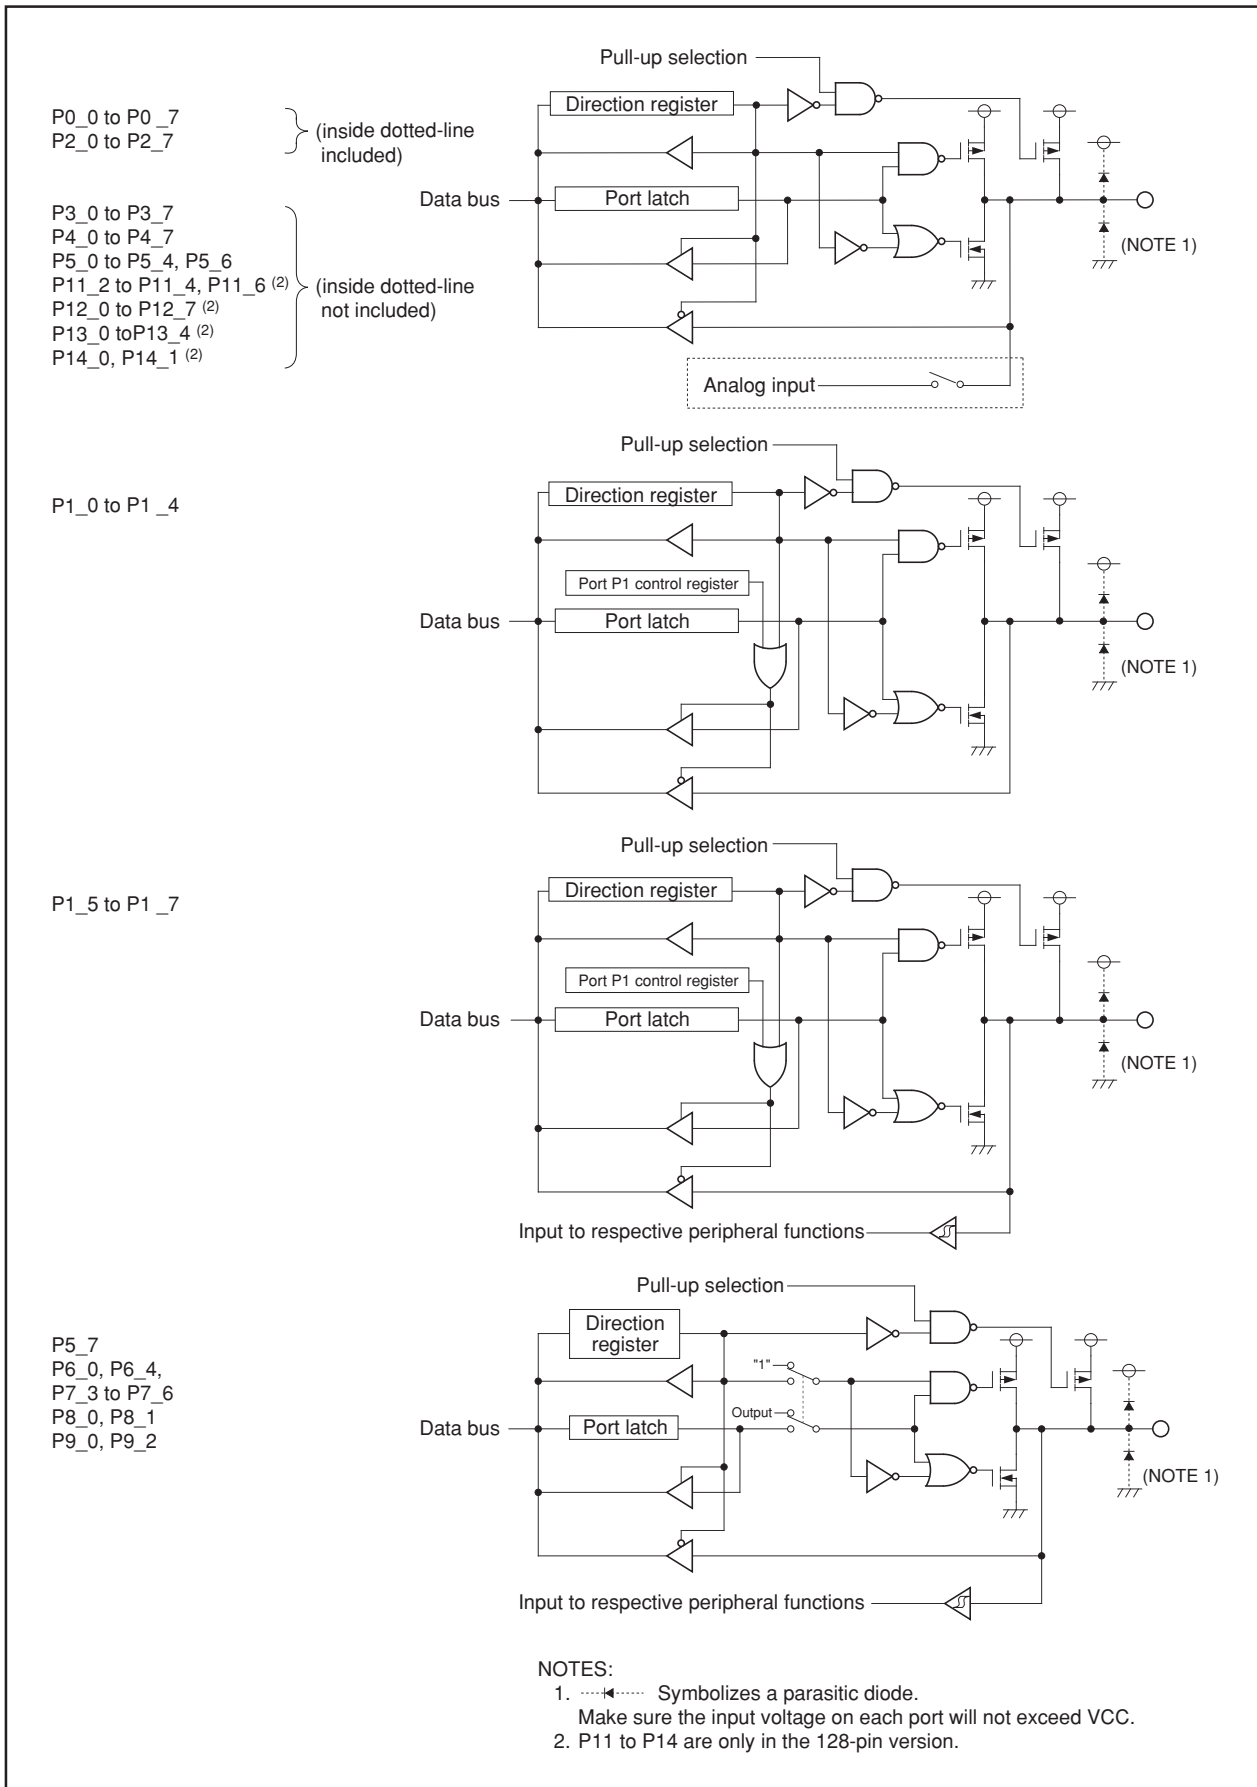 Pull-up selection
P0_0 to P0 _7
P2_0 to P2_7
(inside dotted-line
included)
Direction register
Data bus
Port latch
P3_0 to P3_7
P4_0 to P4_7
P5_0 to P5_4, P5_6
P11_2 to P11_4, P11_6 (2)
P12_0 to P12_7 (2)
P13_0 toP13_4 (2)
P14_0, P14_1 (2)
(inside dotted-line
not included)
(NOTE 1)
Analog input
Pull-up selection
P1_0 to P1 _4
Direction register
Port P1 control register
Data bus
Port latch
(NOTE 1)
Pull-up selection
P1_5 to P1 _7
Direction register
Port P1 control register
Data bus
Port latch
(NOTE 1)
Input to respective peripheral functions
Pull-up selection
P5_7
P6_0, P6_4,
P7_3 to P7_6
P8_0, P8_1
P9_0, P9_2
Direction
register
"1"
Output
Data bus
Port latch
(NOTE 1)
Input to respective peripheral functions
NOTES:
1. Symbolizes a parasitic diode.
Make sure the input voltage on each port will not exceed VCC.
2. P11 to P14 are only in the 128-pin version.